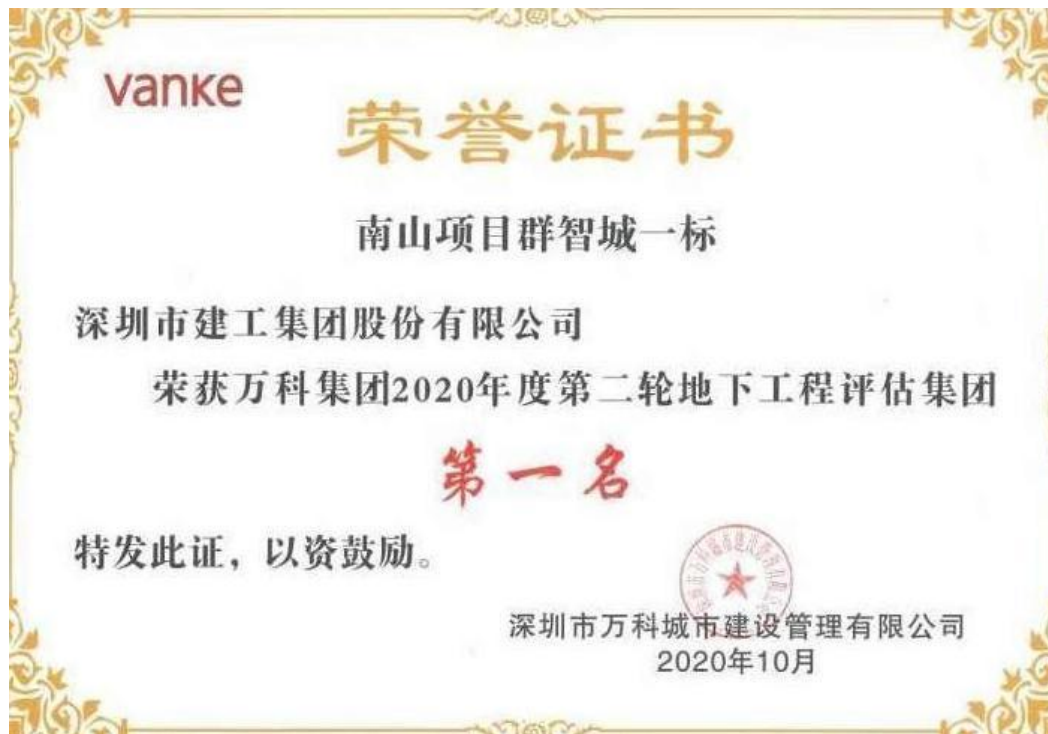 vanke
荣誉证书
南山项目群智城一标
深圳市建工集团股份有限公司
荣获万科集团2020年度第二轮地下工程评估集团
第一名
特发此证，以资鼓励。
深圳市万科城市建设管理有限公司
2020年10月